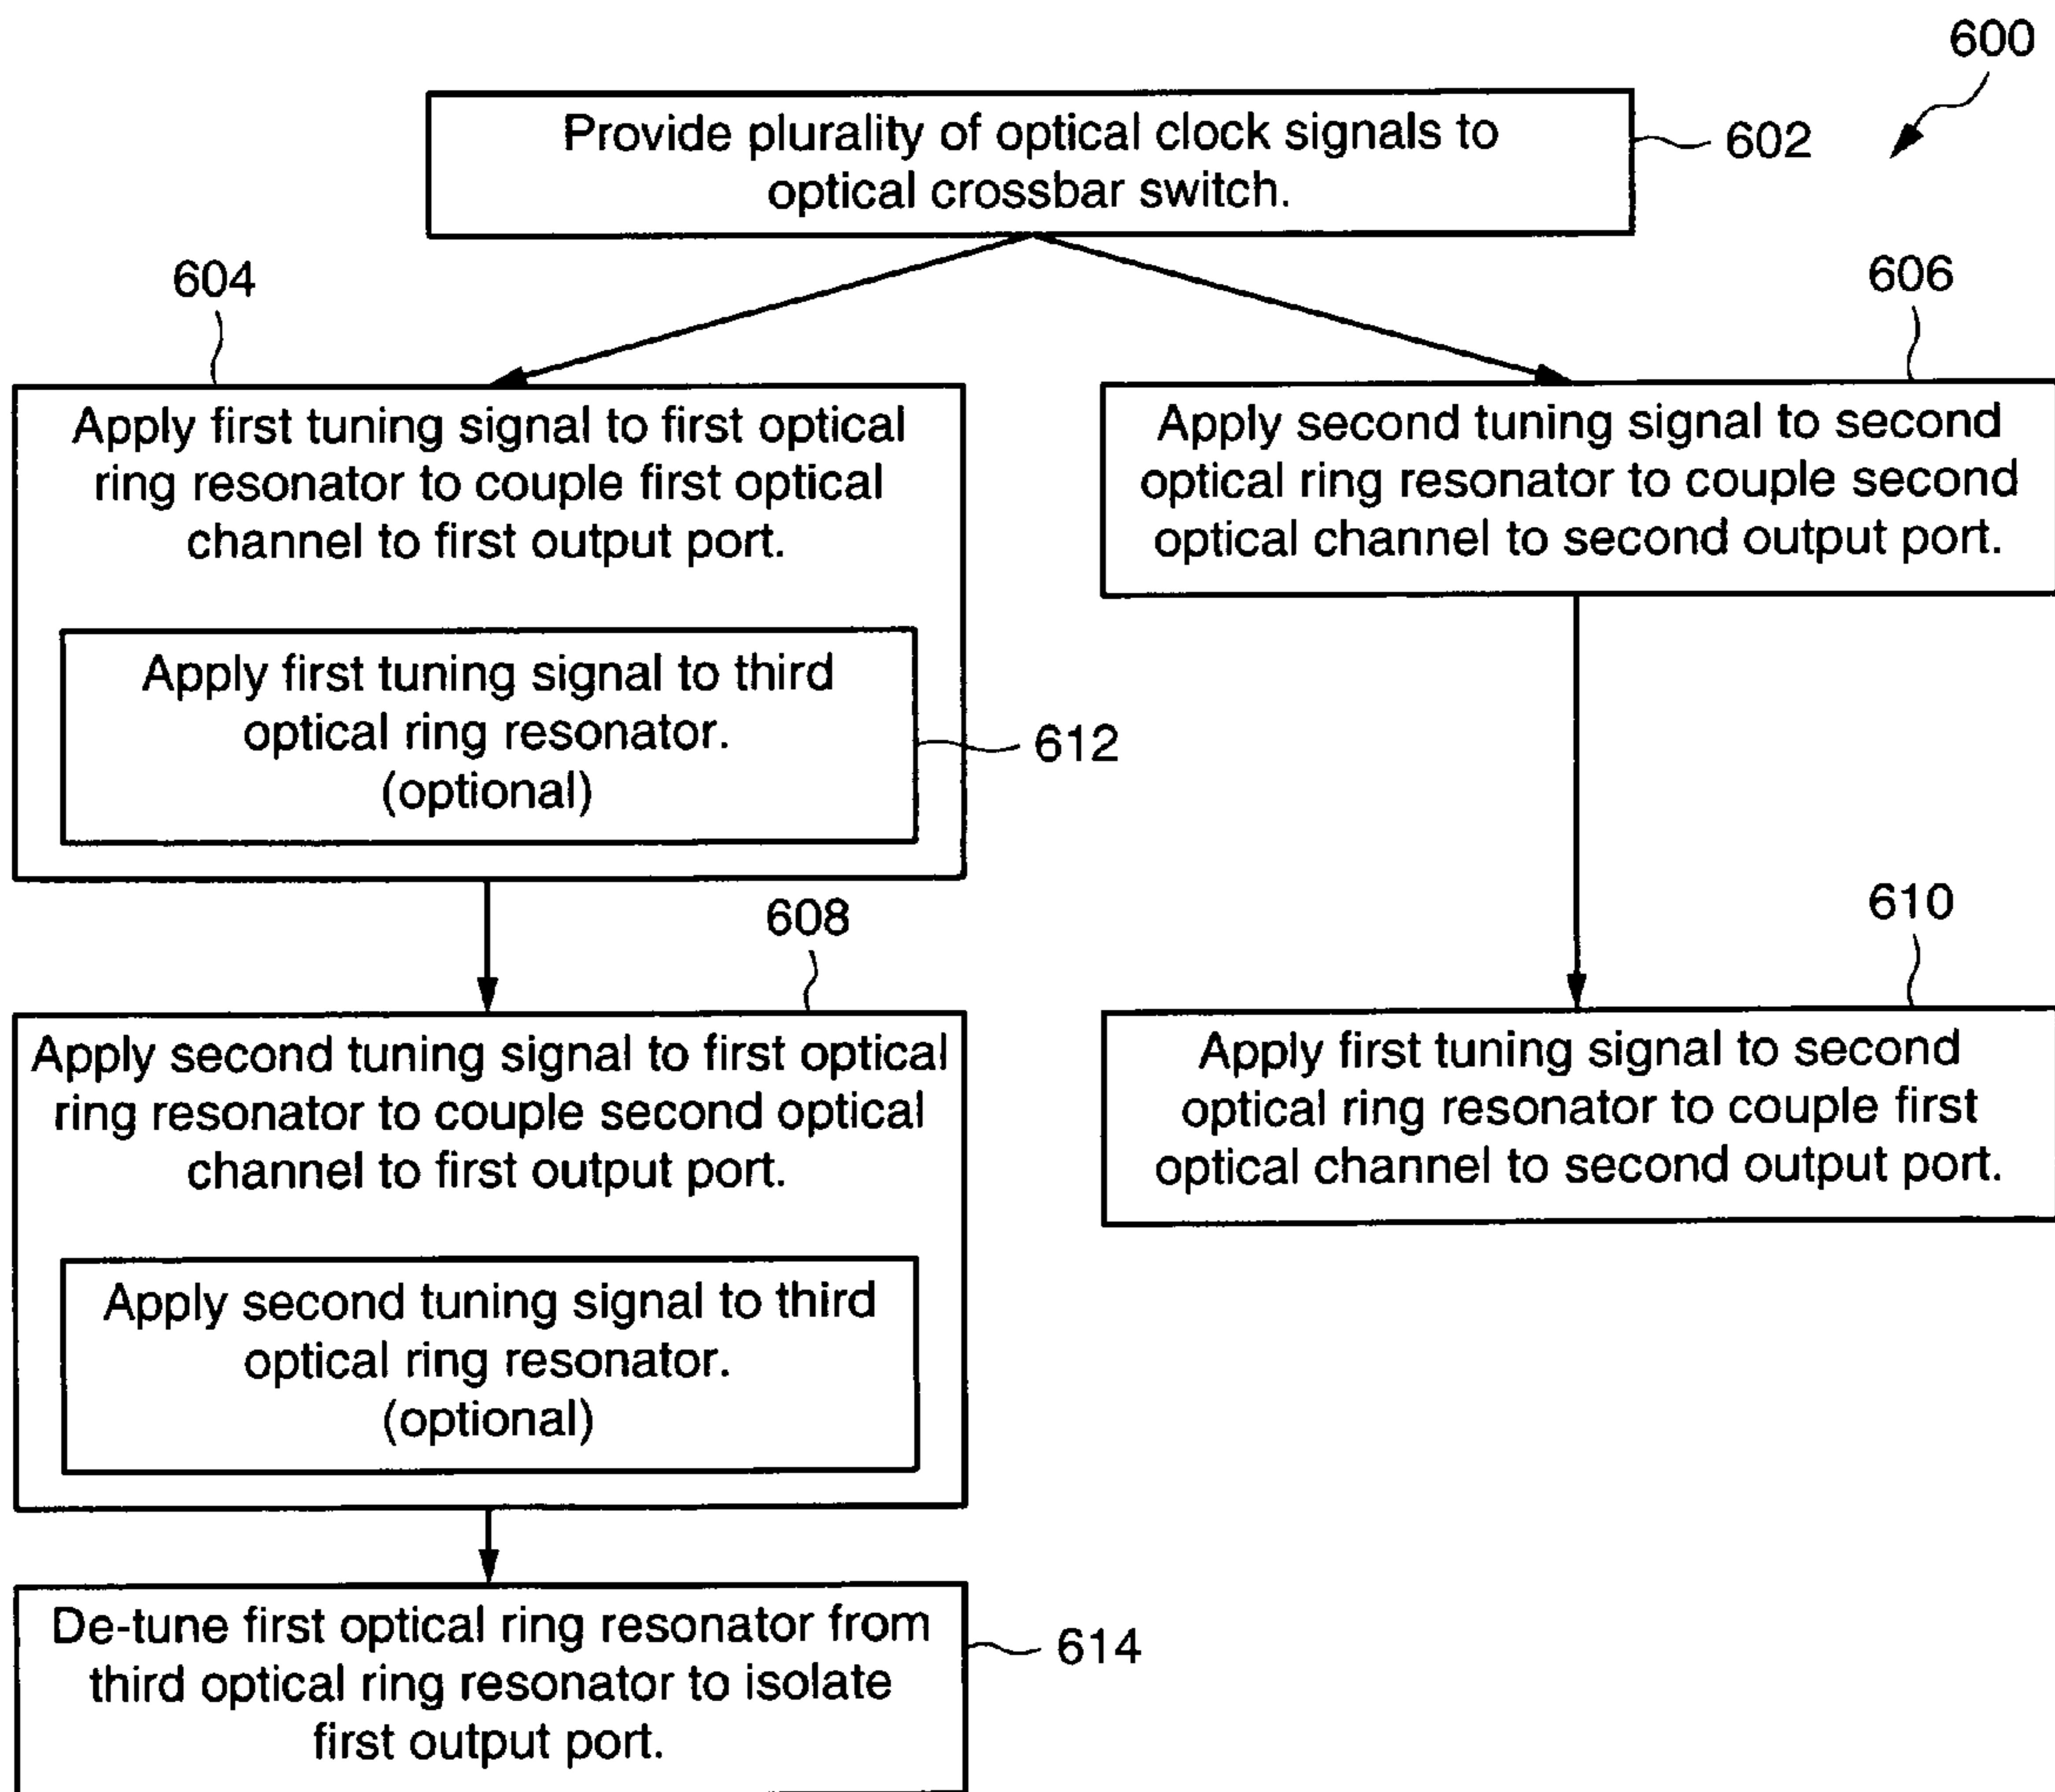 600
Provide plurality of optical clock signals to
optical crossbar switch.
602
604
606
Apply first tuning signal to first optical
ring resonator to couple first optical
channel to first output port.
Apply second tuning signal to second
optical ring resonator to couple second
optical channel to second output port.
Apply first tuning signal to third
optical ring resonator.
(optional)
612
608
610
Apply second tuning signal to first optical
ring resonator to couple second optical
channel to first output port.
Apply first tuning signal to second
optical ring resonator to couple first
optical channel to second output port.
Apply second tuning signal to third
optical ring resonator.
(optional)
De-tune first optical ring resonator from
third optical ring resonator to isolate
first output port.
614